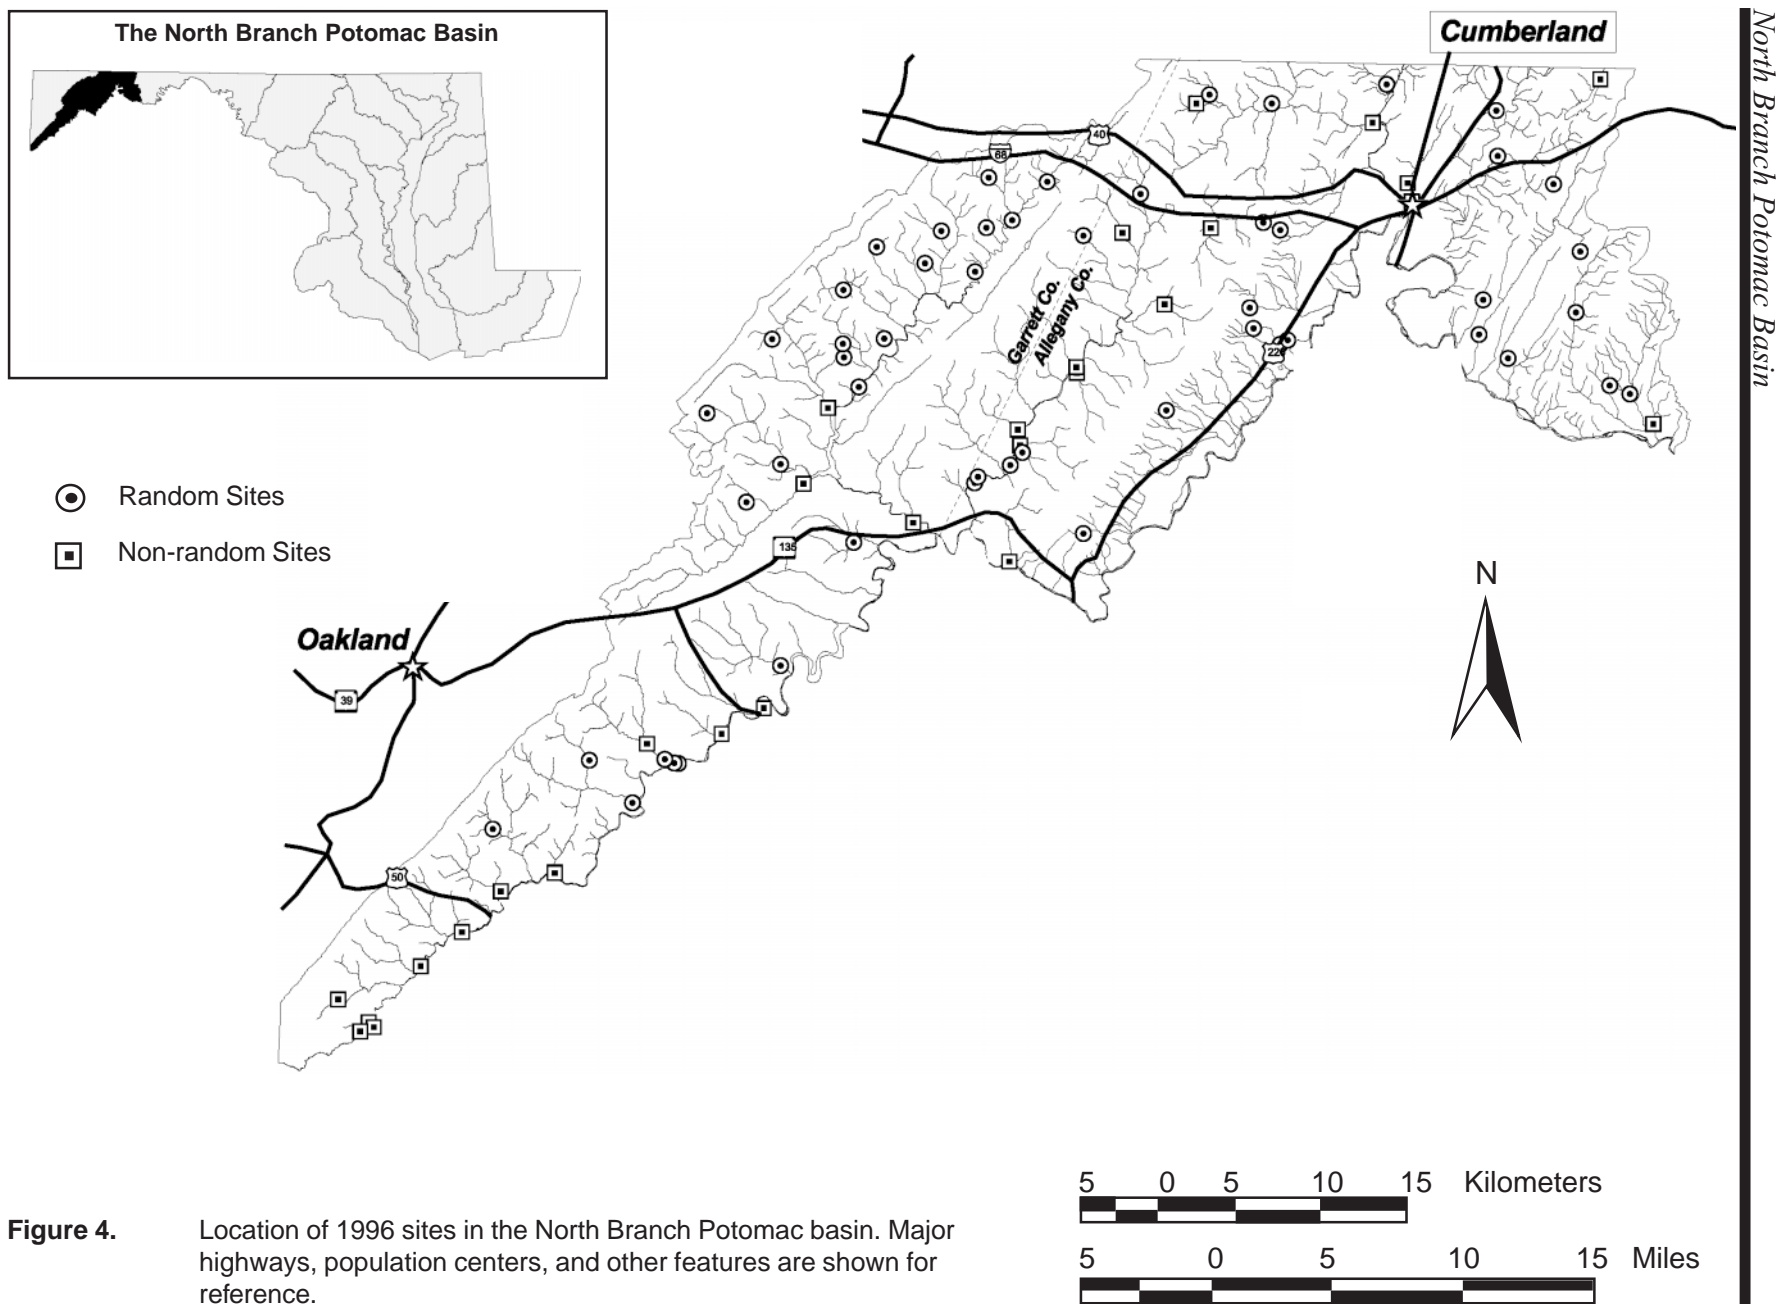 The North Branch Potomac Basin
North Branch Potomac Basin
Cumberland
40
68
Garrett Co.
Allegany Co.
220
Random Sites
Non-random Sites
135
N
Oakland
39
50
5 0 5 10 15 Kilometers
5 0 5 10 15 Miles
Figure 4. Location of 1996 sites in the North Branch Potomac basin. Major
highways, population centers, and other features are shown for
reference.